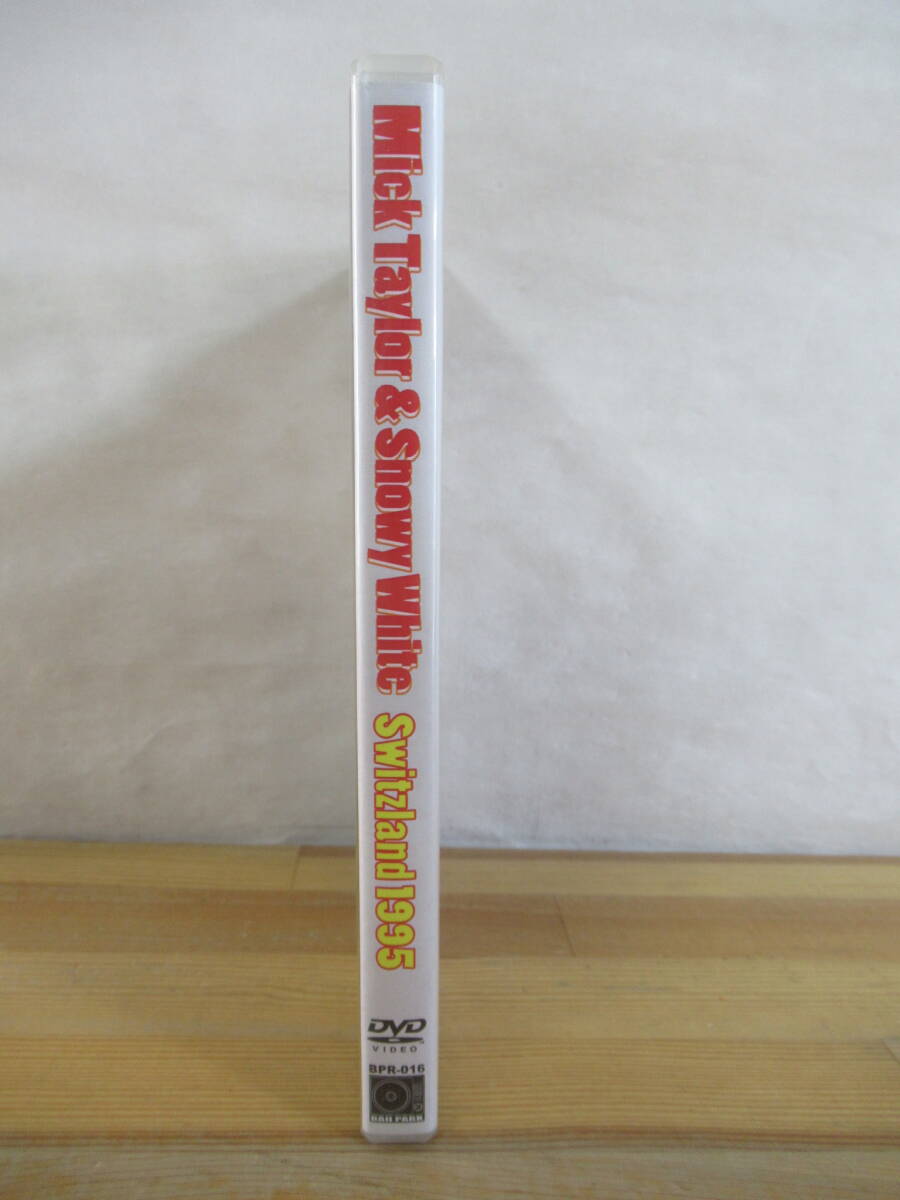 Mick Taylor & Snowy White Switzland 1995
DVD
VIDEO
BPR-016